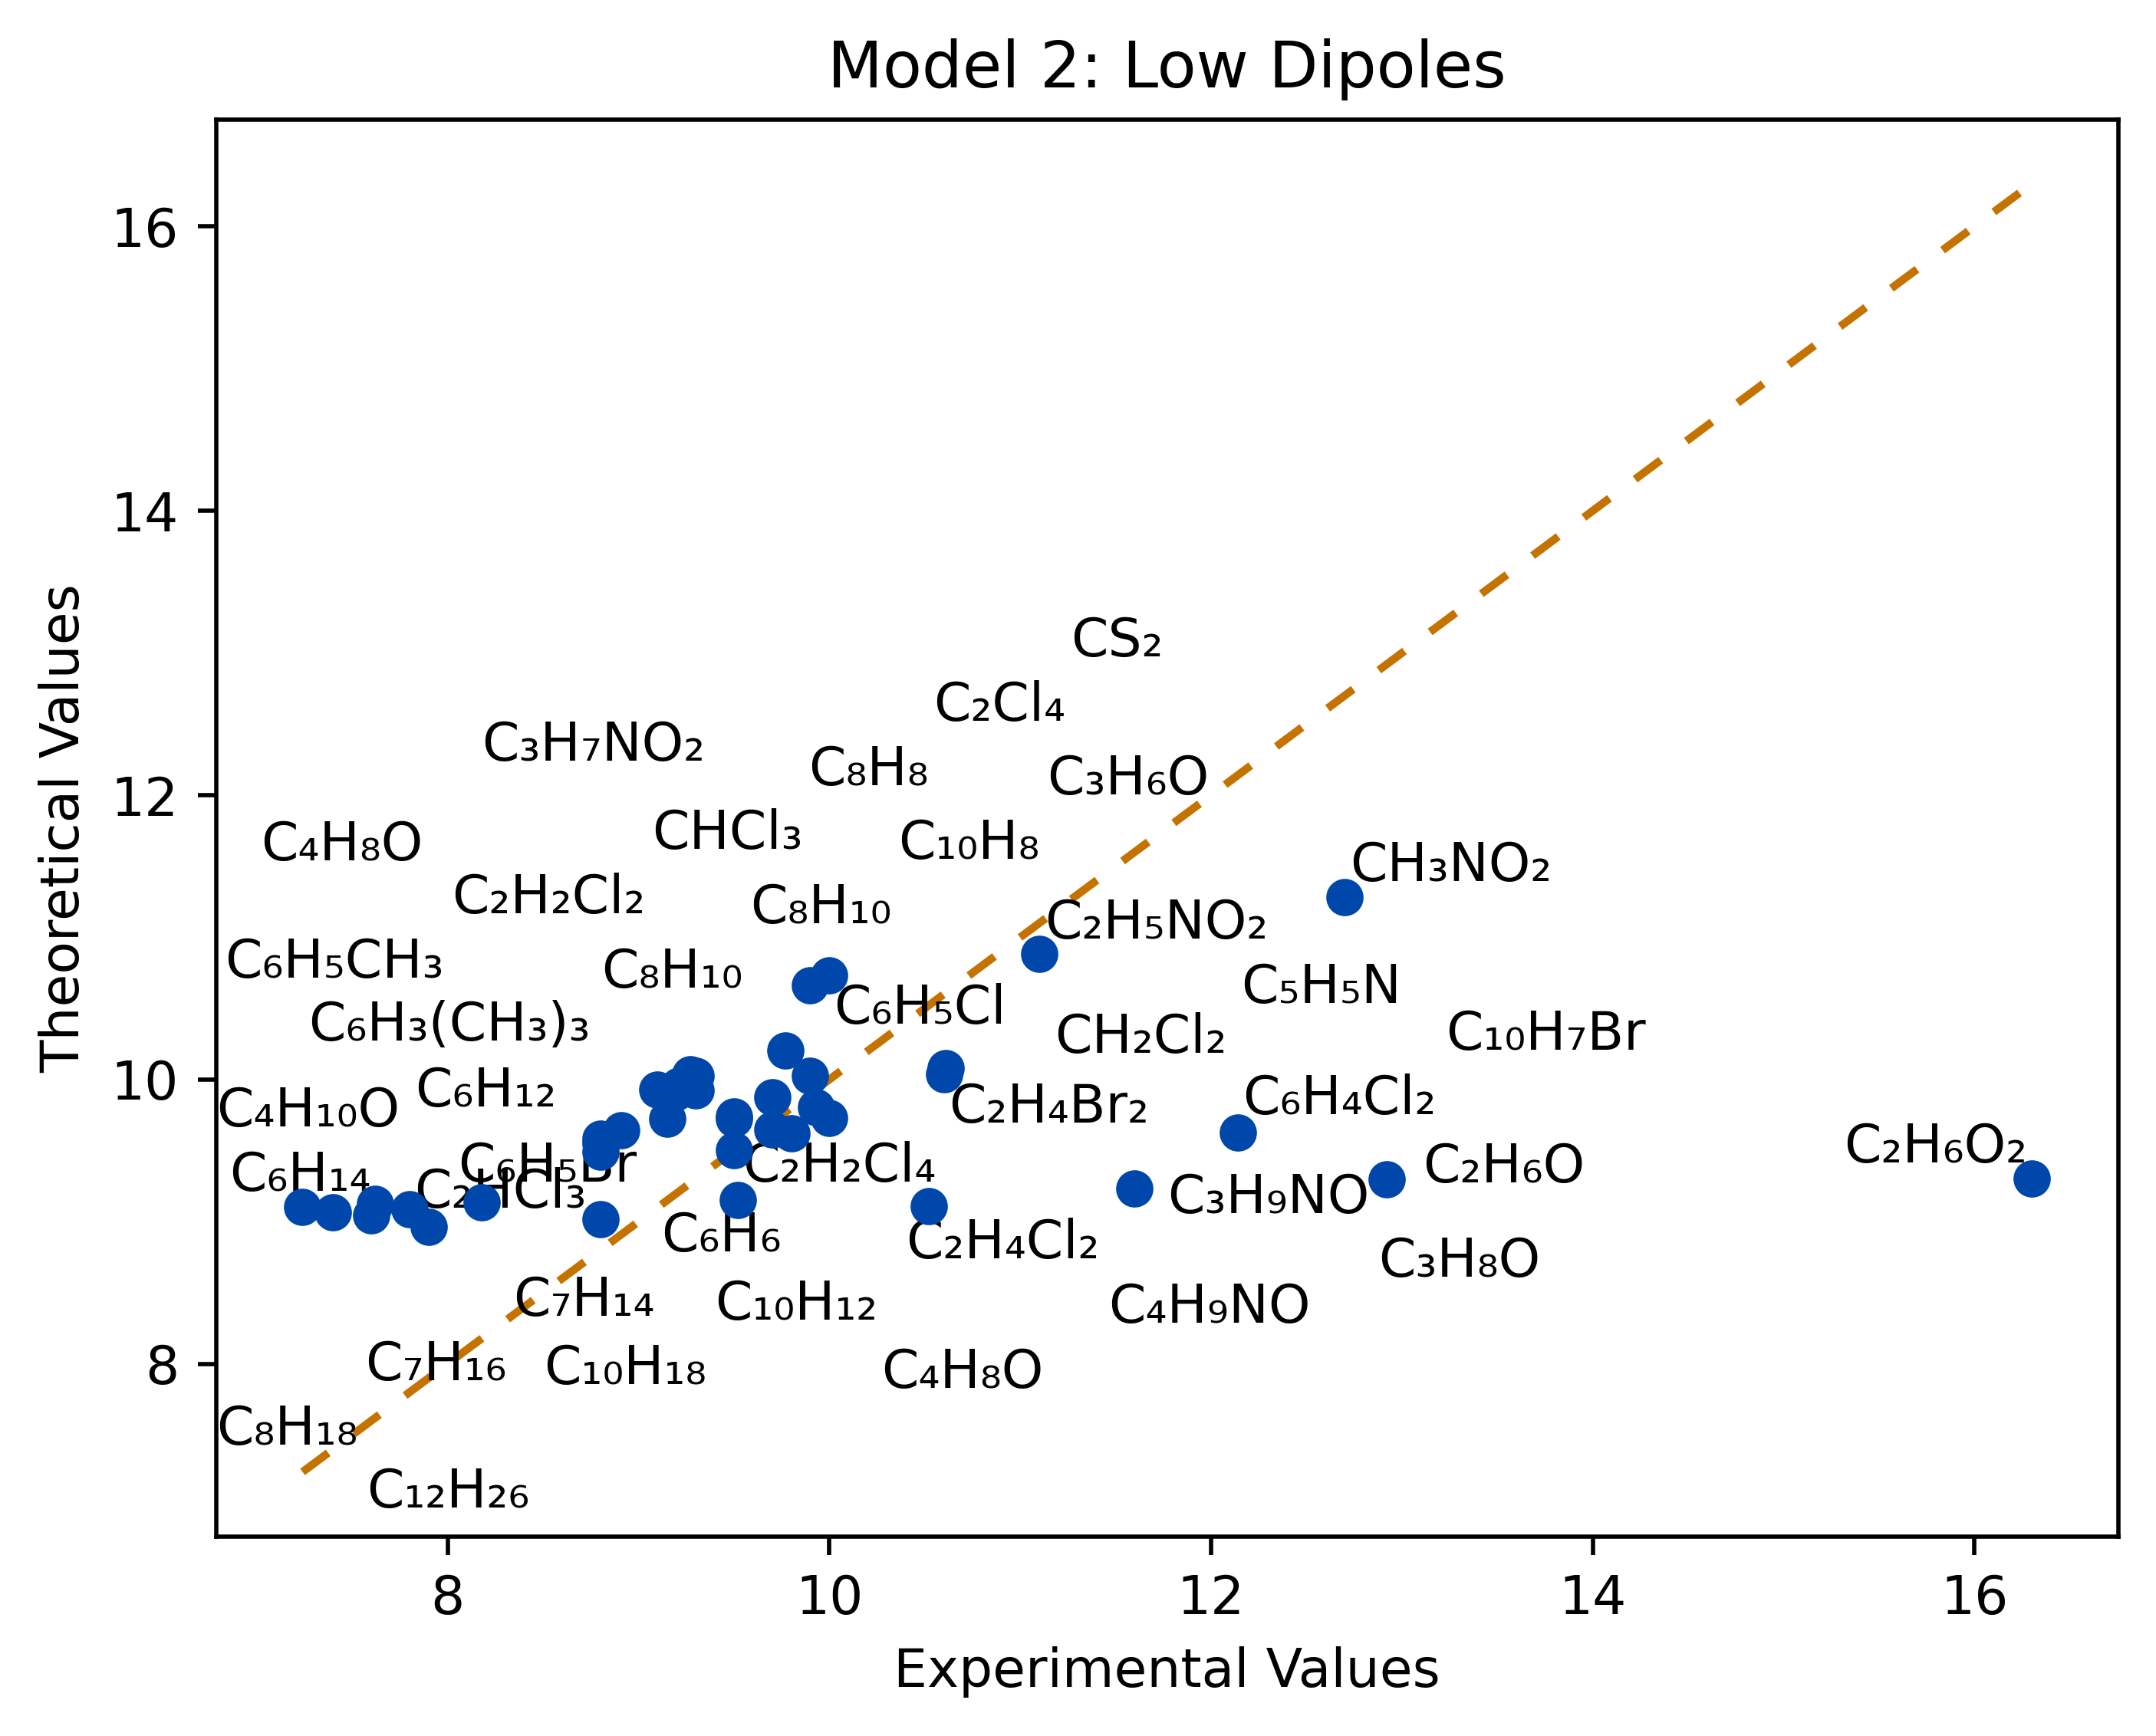 Model 2: Low Dipoles
Theoretical Values
16
14
12
10
8
CS₂
C₂Cl₄
C₃H₇NO₂
C₈H₈
C₃H₆O
CHCl₃
C₁₀H₈
C₄H₈O
CH₃NO₂
C₂H₂Cl₂
C₈H₁₀
C₂H₅NO₂
C₆H₅CH₃
C₈H₁₀
C₅H₅N
C₆H₅Cl
C₆H₃(CH₃)₃
CH₂Cl₂
C₁₀H₇Br
C₆H₁₂
C₄H₁₀O
C₂H₄Br₂
C₆H₄Cl₂
C₂H₆O₂
C₆H₅Br
C₂H₂Cl₄
C₂H₆O
C₆H₁₄
C₂HCl₃
C₃H₉NO
C₆H₆
C₂H₄Cl₂
C₃H₈O
C₇H₁₄
C₁₀H₁₂
C₄H₉NO
C₇H₁₆
C₁₀H₁₈
C₄H₈O
C₈H₁₈
C₁₂H₂₆
8
10
12
14
16
Experimental Values